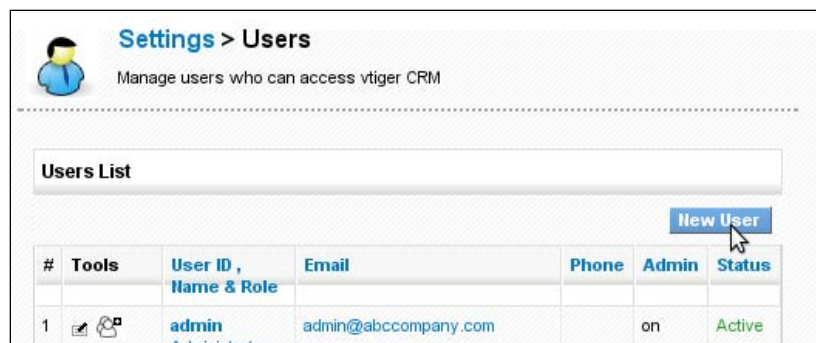 Settings > Users
Manage users who can access vtiger CRM
Users List
New User
# Tools User ID , Email Phone Admin Status
Name & Role
1 admin admin@abccompany.com on Active